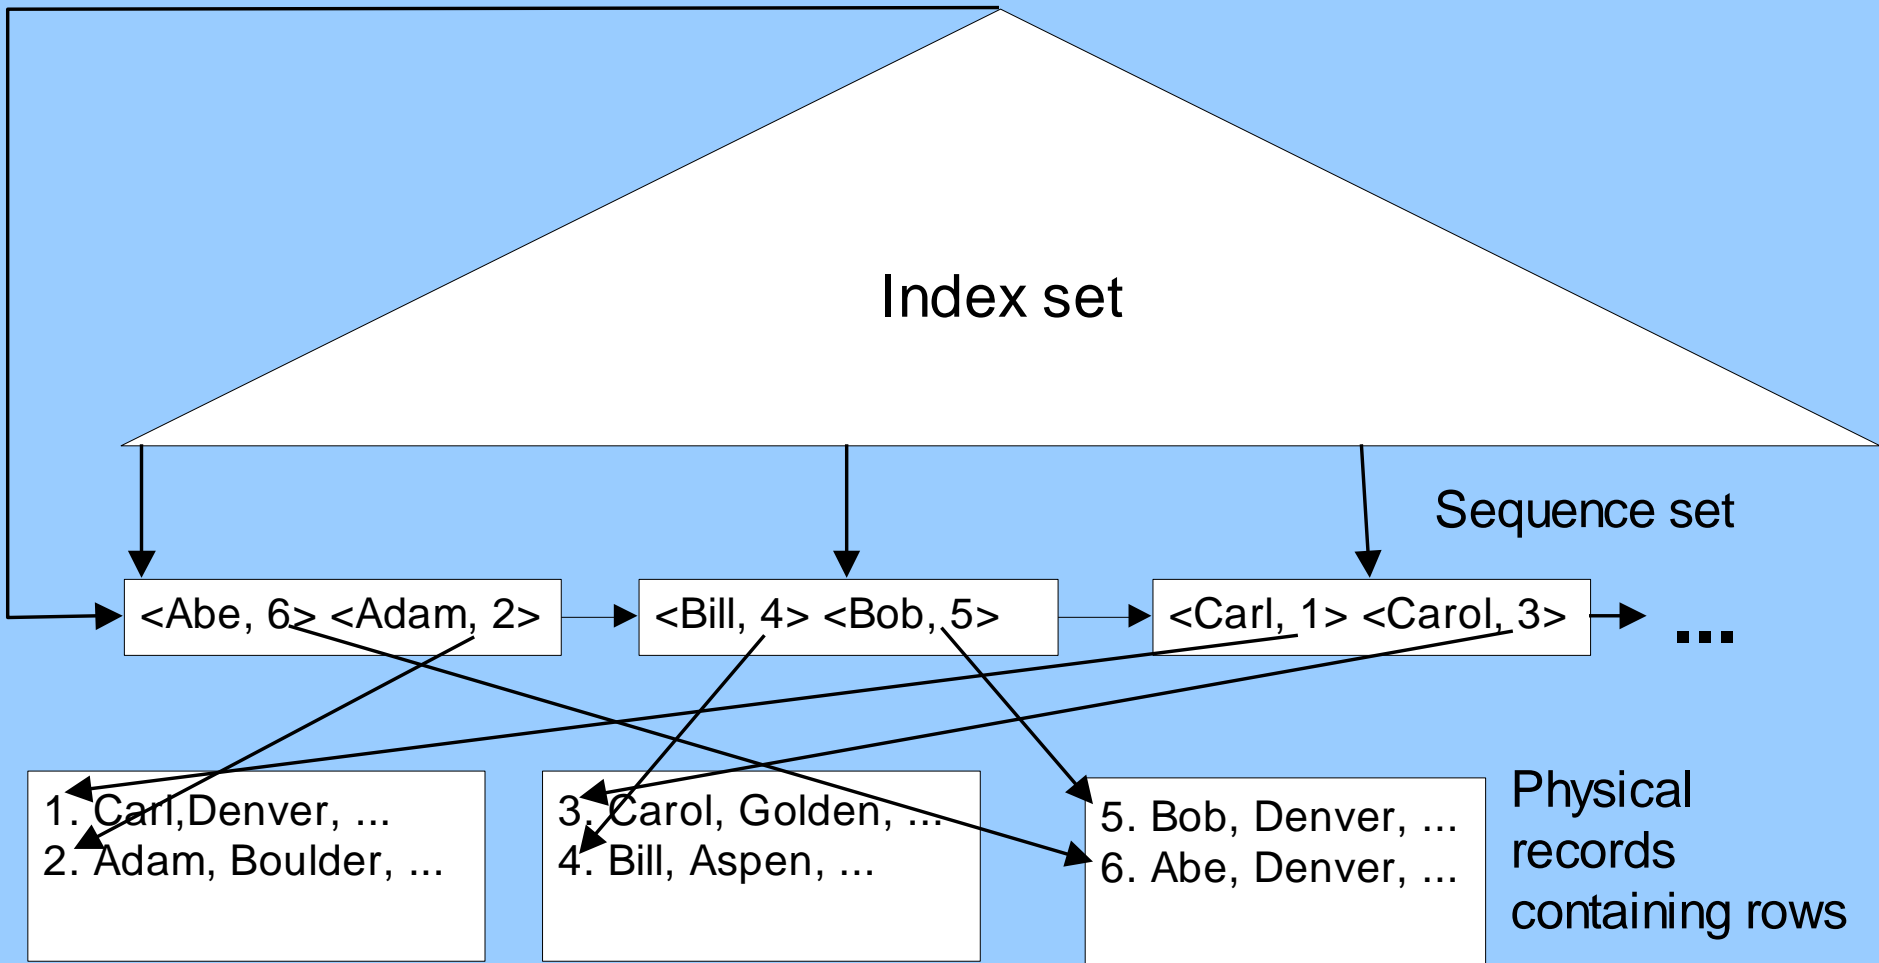 Index set
Sequence set
<Abe, 6> <Adam, 2>
<Bill, 4> <Bob, 5>
<Carl, 1> <Carol, 3>
...
1. Carl,Denver, ...
2. Adam, Boulder, ...
3. Carol, Golden, ...
4. Bill, Aspen, ...
5. Bob, Denver, ...
6. Abe, Denver, ...
Physical
records
containing rows